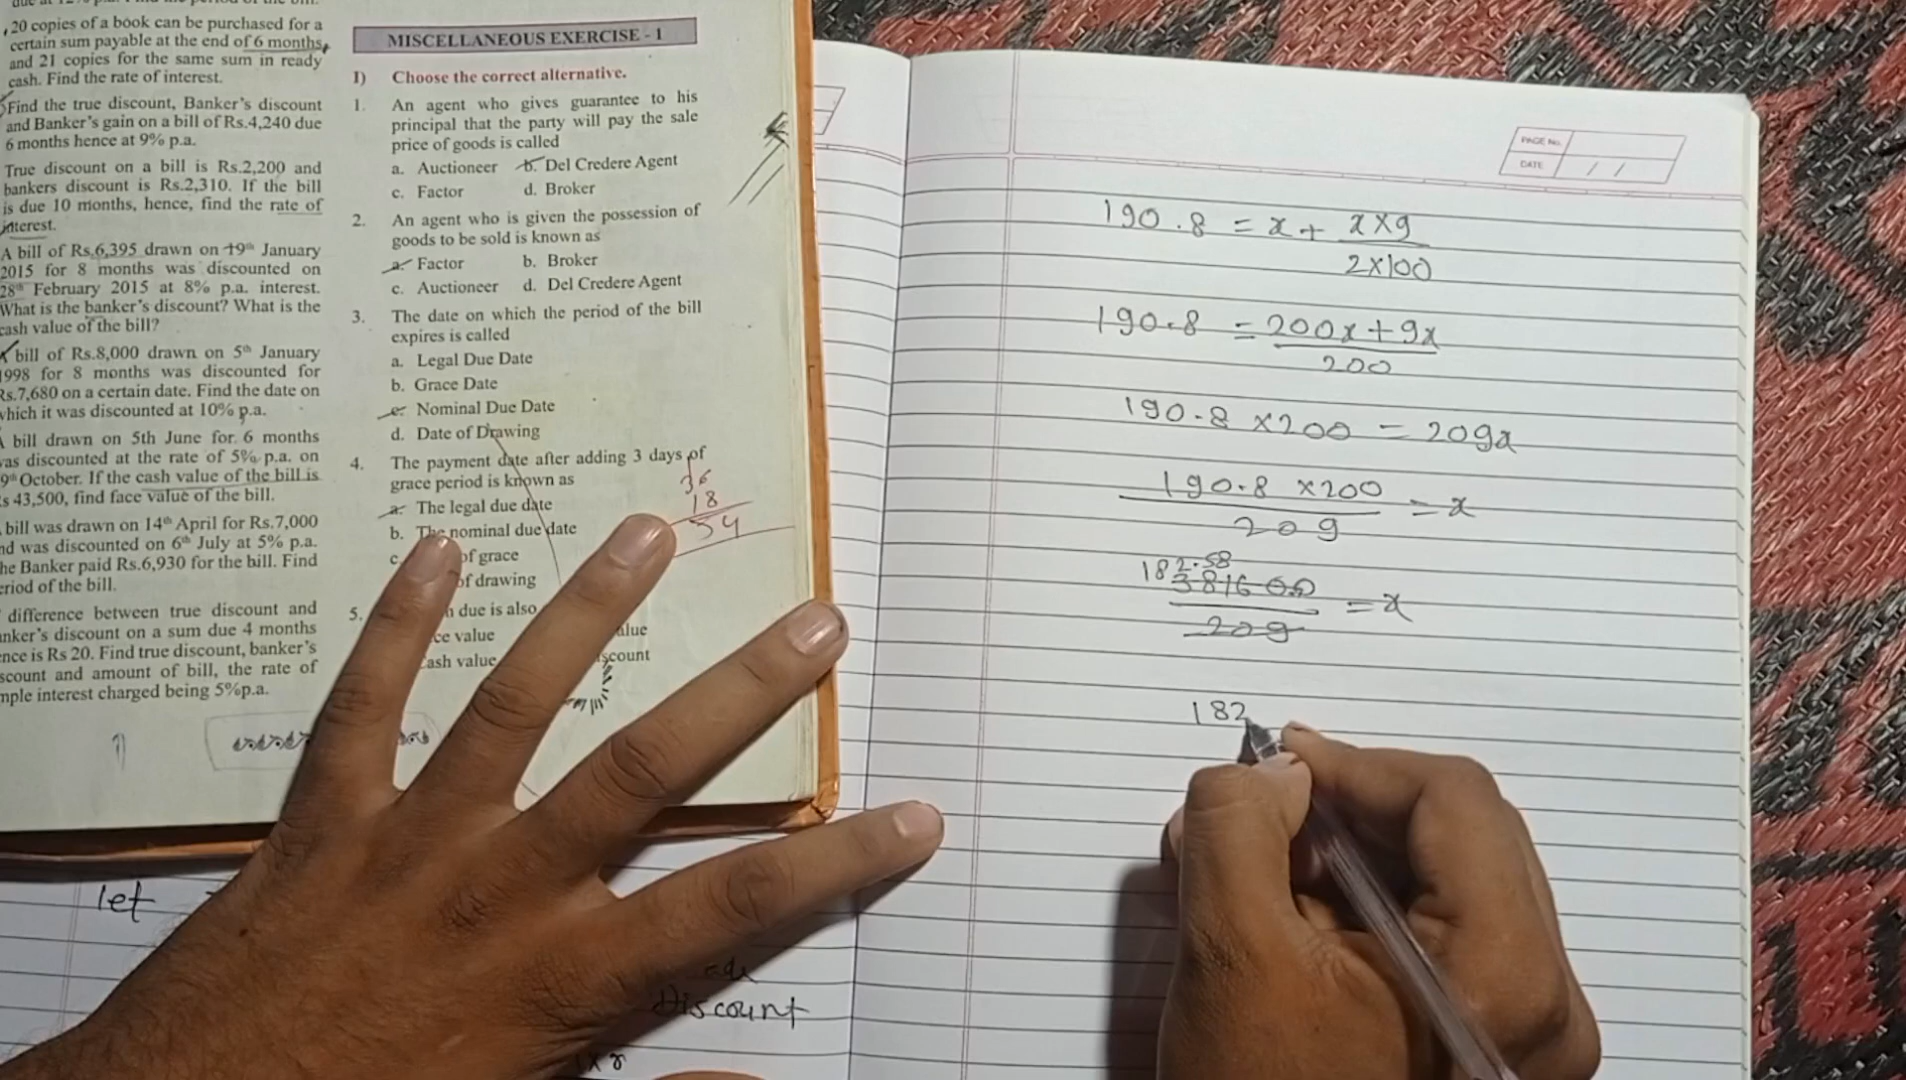 20 copies of a book can be purchased for a
certain sum payable at the end of 6 months,
and 21 copies for the same sum in ready
cash. Find the rate of interest.
Find the true discount, Banker's discount
and Banker's gain on a bill of Rs.4,240 due
6 months hence at 9% p.a.
True discount on a bill is Rs.2,200 and
bankers discount is Rs.2,310. If the bill
is due 10 months, hence, find the rate of
interest.
A bill of Rs.6,395 drawn on 19th January
2015 for 8 months was discounted on
28th February 2015 at 8% p.a. interest.
What is the banker's discount? What is the
cash value of the bill?
bill of Rs.8,000 drawn on 5th January
1998 for 8 months was discounted for
Rs.7,680 on a certain date. Find the date on
which it was discounted at 10% p.a.
bill drawn on 5th June for 6 months
was discounted at the rate of 5% p.a. on
October. If the cash value of the bill is
43,500, find face value of the bill.
bill was drawn on 14th April for Rs.7,000
nd was discounted on 6th July at 5% p.a.
he Banker paid Rs.6,930 for the bill. Find
eriod of the bill.
difference between true discount and
nker's discount on a sum due 4 months
nce is Rs 20. Find true discount, banker's
scount and amount of bill, the rate of
mple interest charged being 5%p.a.
MISCELLANEOUS EXERCISE - 1
I) Choose the correct alternative.
1. An agent who gives guarantee to his
principal that the party will pay the sale
price of goods is called
a. Auctioneer b. Del Credere Agent
c. Factor d. Broker
2. An agent who is given the possession of
goods to be sold is known as
a. Factor b. Broker
c. Auctioneer d. Del Credere Agent
3. The date on which the period of the bill
expires is called
a. Legal Due Date
b. Grace Date
c. Nominal Due Date
d. Date of Drawing
4. The payment date after adding 3 days of
grace period is known as
a. The legal due date
b. The nominal due date
c. of grace
of drawing
5. due is also
ce value alue
ash value scount
36
18
54
let
Discount
PAGE No.
DATE / /
190.8 = x + x×9
2×100
190.8 = 200x+9x
200
190.8 ×200 = 209x
190.8 ×200 = x
209
182.58
381600 = x
209
182